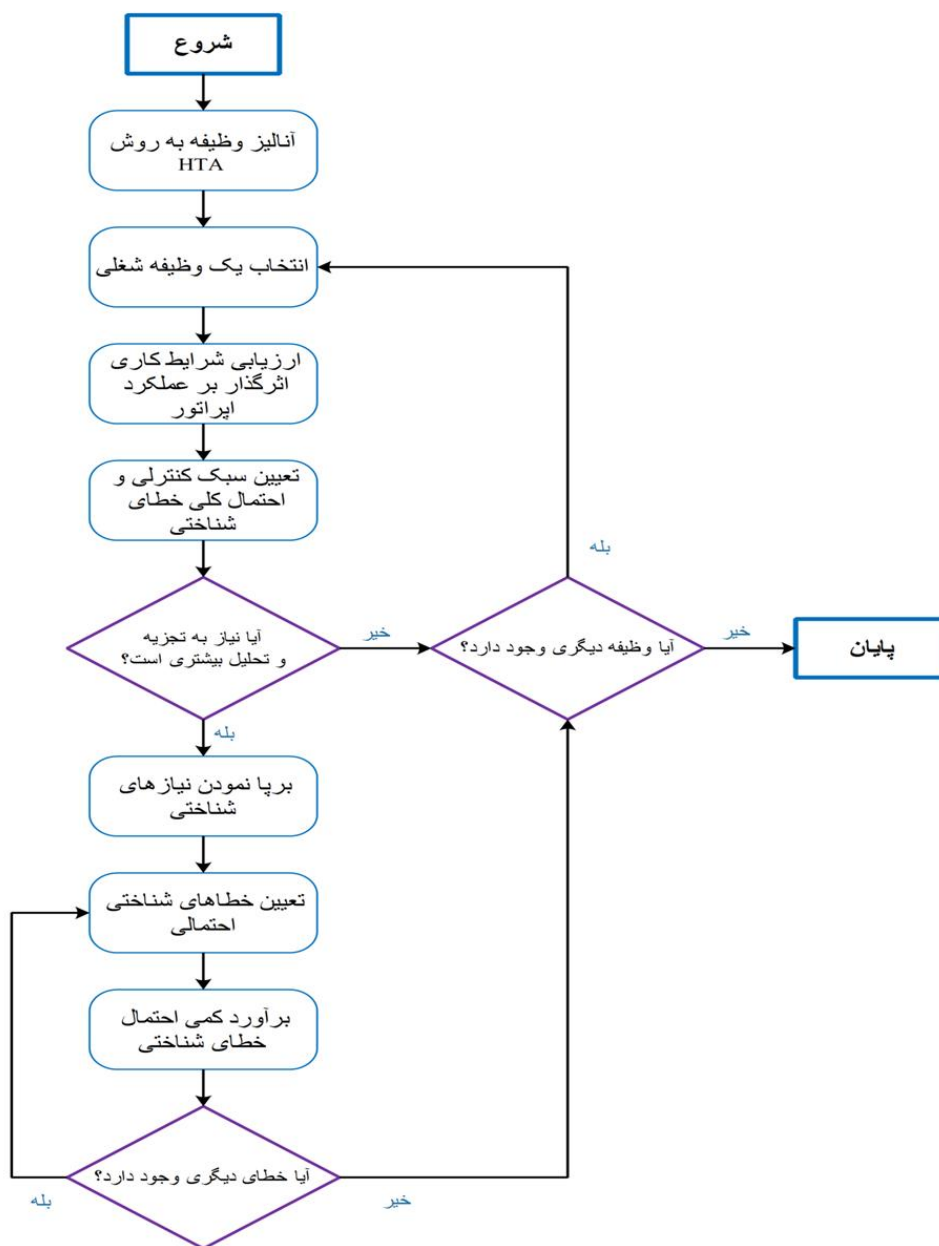 شروع
آنالیز وظیفه به روش
HTA
انتخاب یک وظیفه شغلی
ارزیابی شرایط کاری
اثرگذار بر عملکرد
اپراتور
تعیین سبک کنترلی و
احتمال کلی خطای
شناختی
آیا نیاز به تجزیه
و تحلیل بیشتری است؟
خیر
بله
آیا وظیفه دیگری وجود دارد؟
بله
خیر
پایان
برپا نمودن نیازهای
شناختی
تعیین خطاهای شناختی
احتمالی
برآورد کمی احتمال
خطای شناختی
آیا خطای دیگری وجود دارد؟
بله
خیر